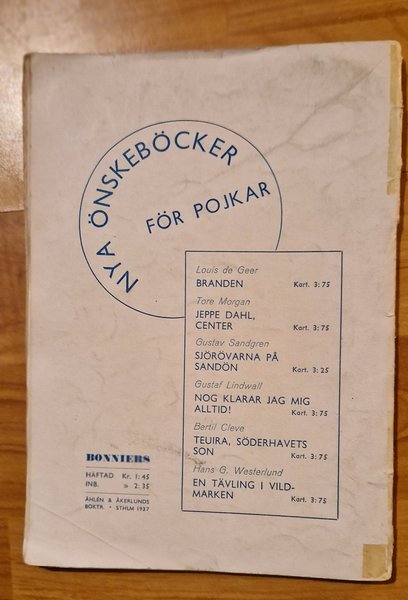 NYA ÖNSKEBÖCKER
FÖR POJKAR
Louis de Geer
BRANDEN Kart. 3:75
Tore Morgan
JEPPE DAHL,
CENTER Kart. 3:75
Gustav Sandgren
SJÖRÖVARNA PÅ
SANDÖN Kart. 3:25
Gustaf Lindwall
NOG KLARAR JAG MIG
ALLTID! Kart. 3:75
Bertil Cleve
TEUIRA, SÖDERHAVETS
SON Kart. 3:75
Hans G. Westerlund
EN TÄVLING I VILD-
MARKEN Kart. 3:75
BONNIERS
HÄFTAD Kr. 1:45
INB. » 2:35
ÅHLÉN & ÅKERLUNDS
BOKTR. · STHLM 1937